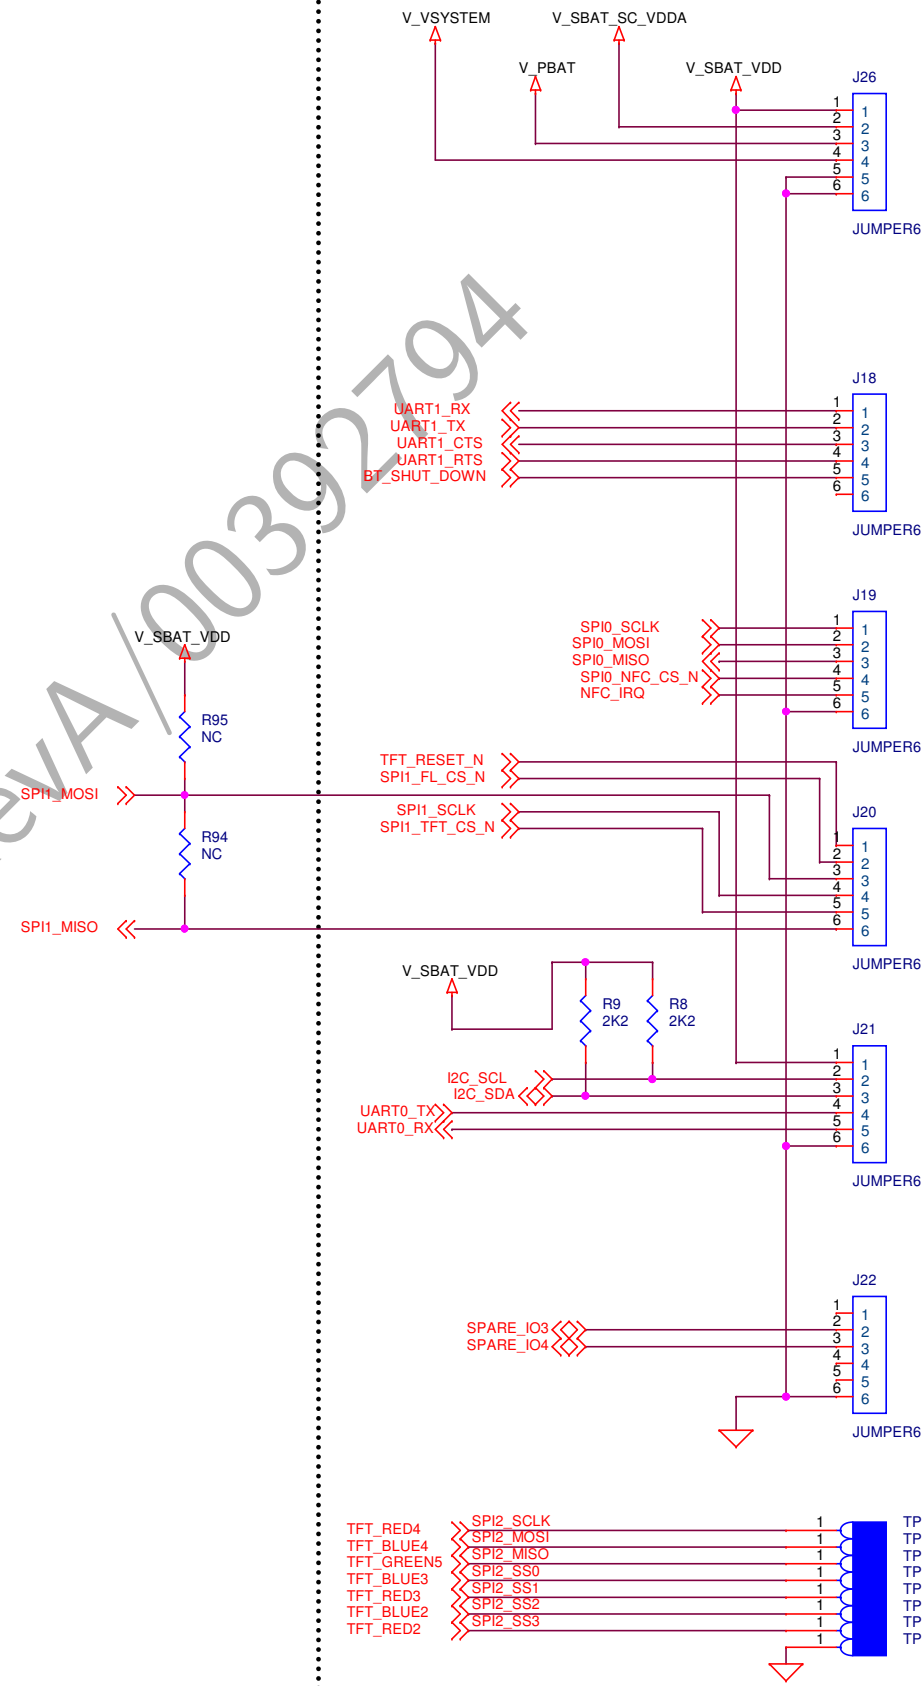 V_VSYSTEM
V_SBAT_SC_VDDA
V_PBAT
V_SBAT_VDD
J26
1 1
2 2
3 3
4 4
5 5
6 6
JUMPER6
J18
UART1_RX 1 1
UART1_TX 2 2
UART1_CTS 3 3
UART1_RTS 4 4
BT_SHUT_DOWN 5 5
6 6
JUMPER6
evA/00392794
J19
SPI0_SCLK 1 1
SPI0_MOSI 2 2
SPI0_MISO 3 3
SPI0_NFC_CS_N 4 4
NFC_IRQ 5 5
6 6
JUMPER6
V_SBAT_VDD
R95
NC
SPI1_MOSI
R94
NC
SPI1_MISO
TFT_RESET_N
SPI1_FL_CS_N
SPI1_SCLK
SPI1_TFT_CS_N
J20
1 1
2 2
3 3
4 4
5 5
6 6
JUMPER6
V_SBAT_VDD
R9
2K2
R8
2K2
J21
1 1
I2C_SCL 2 2
I2C_SDA 3 3
UART0_TX 4 4
UART0_RX 5 5
6 6
JUMPER6
J22
1 1
SPARE_IO3 2 2
SPARE_IO4 3 3
4 4
5 5
6 6
JUMPER6
TFT_RED4 SPI2_SCLK 1 TP
TFT_BLUE4 SPI2_MOSI 1 TP
TFT_GREEN5 SPI2_MISO 1 TP
TFT_BLUE3 SPI2_SS0 1 TP
TFT_RED3 SPI2_SS1 1 TP
TFT_BLUE2 SPI2_SS2 1 TP
TFT_RED2 SPI2_SS3 1 TP
1 TP